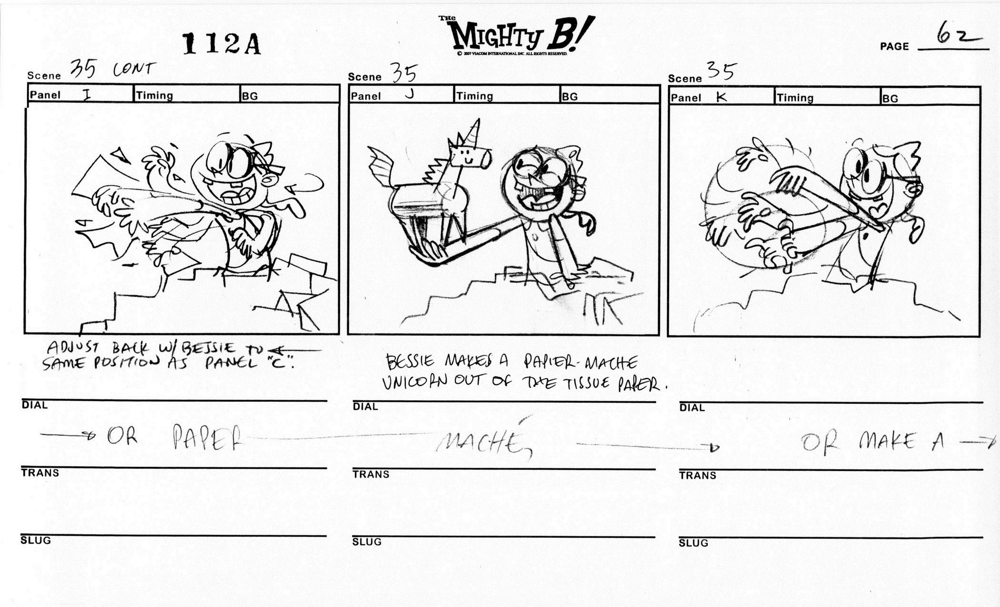 THE
MIGHTY B!
© 2007 VIACOM INTERNATIONAL INC. ALL RIGHTS RESERVED.
112A
PAGE 62
Scene 35 CONT
Panel I Timing BG
ADJUST BACK W/ BESSIE TO
SAME POSITION AS PANEL "C".
DIAL
OR PAPER
TRANS
SLUG
Scene 35
Panel J Timing BG
BESSIE MAKES A PAPIER-MACHE
UNICORN OUT OF THE TISSUE PAPER.
DIAL
MACHÉ,
TRANS
SLUG
Scene 35
Panel K Timing BG
DIAL
OR MAKE A
TRANS
SLUG